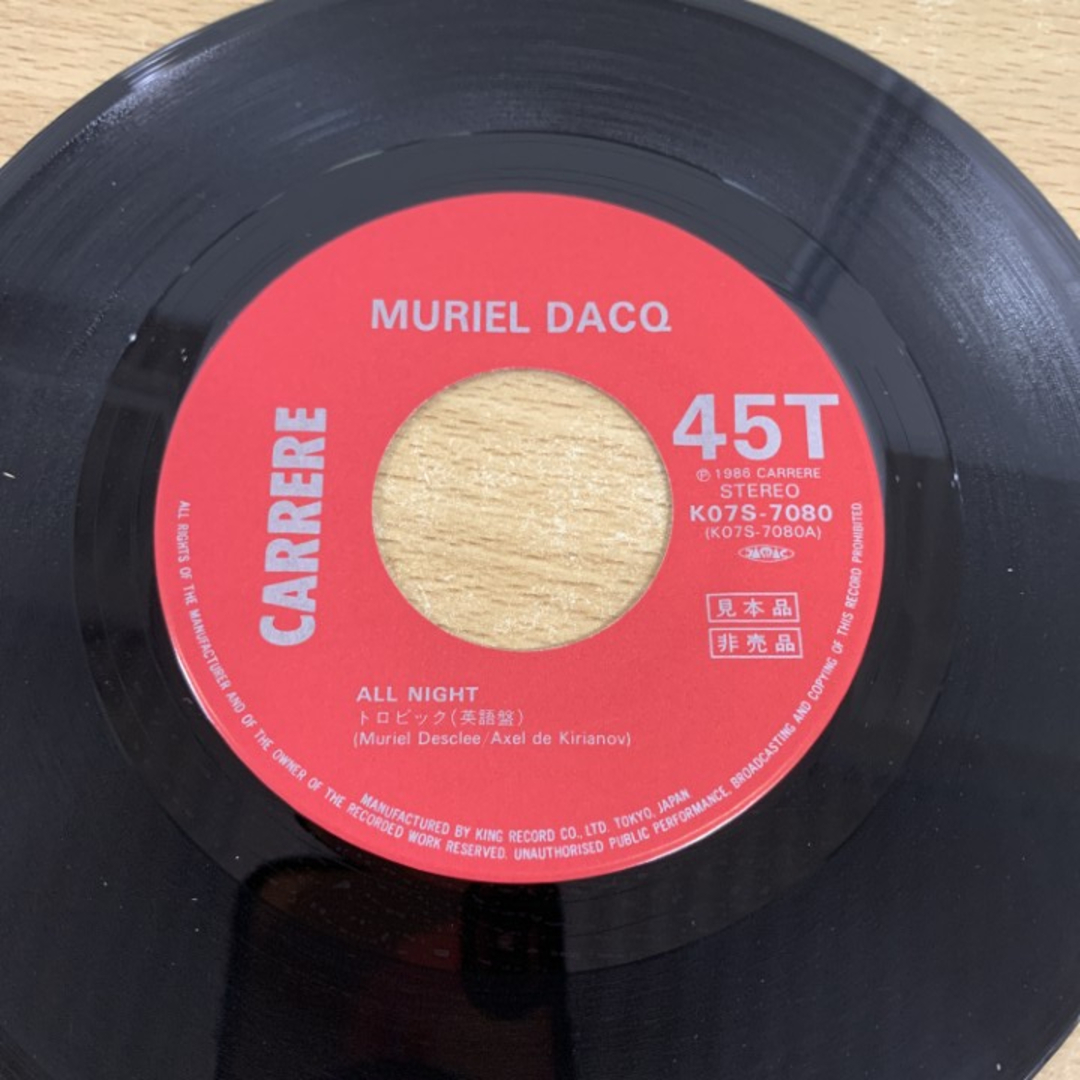 MURIEL DACQ
CARRERE
45T
Ⓟ 1986 CARRERE
STEREO
K07S-7080
(K07S-7080A)
JASRAC
見本品
非売品
ALL NIGHT
トロピック(英語盤)
(Muriel Desclee/Axel de Kirianov)
MANUFACTURED BY KING RECORD CO., LTD. TOKYO, JAPAN
ALL RIGHTS OF THE MANUFACTURER AND OF THE OWNER OF THE RECORDED WORK RESERVED. UNAUTHORISED PUBLIC PERFORMANCE, BROADCASTING AND COPYING OF THIS RECORD PROHIBITED